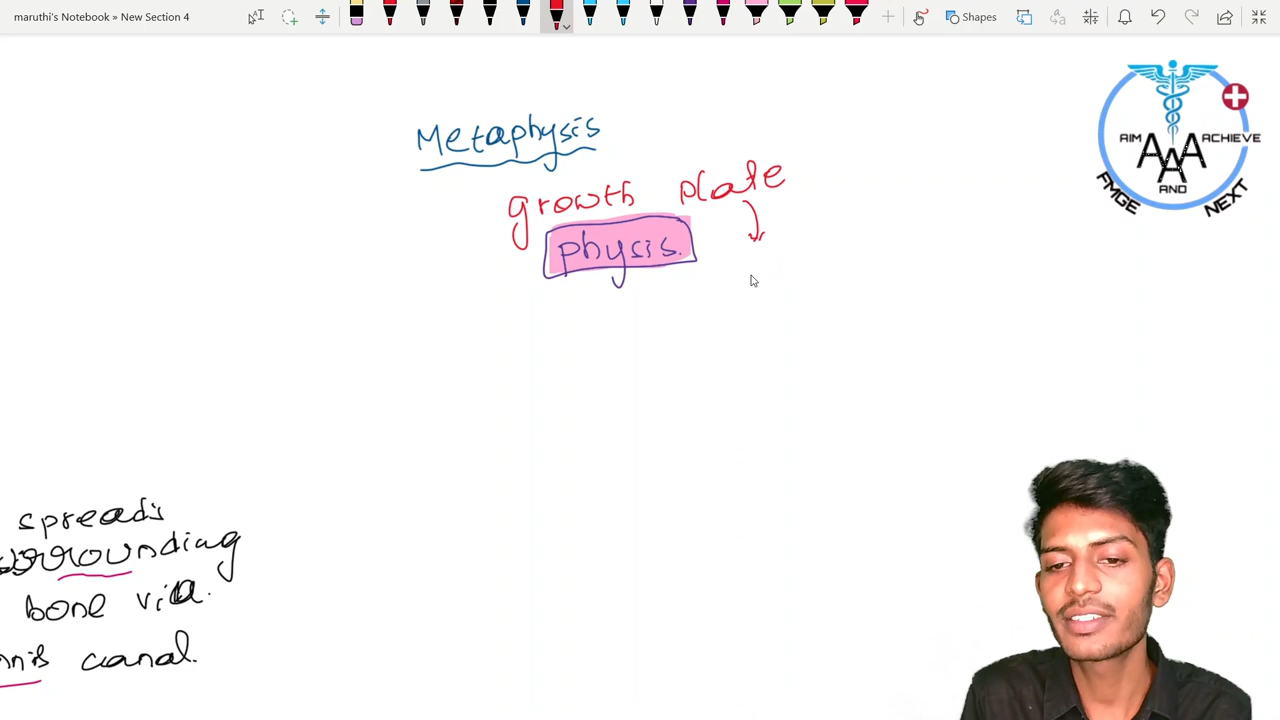 maruthi's Notebook » New Section 4
Shapes
AIM ACHIEVE
AAA
AND
FMGE NEXT
Metaphysis
growth plate
physis.
spreads
surrounding
bone via.
canal.